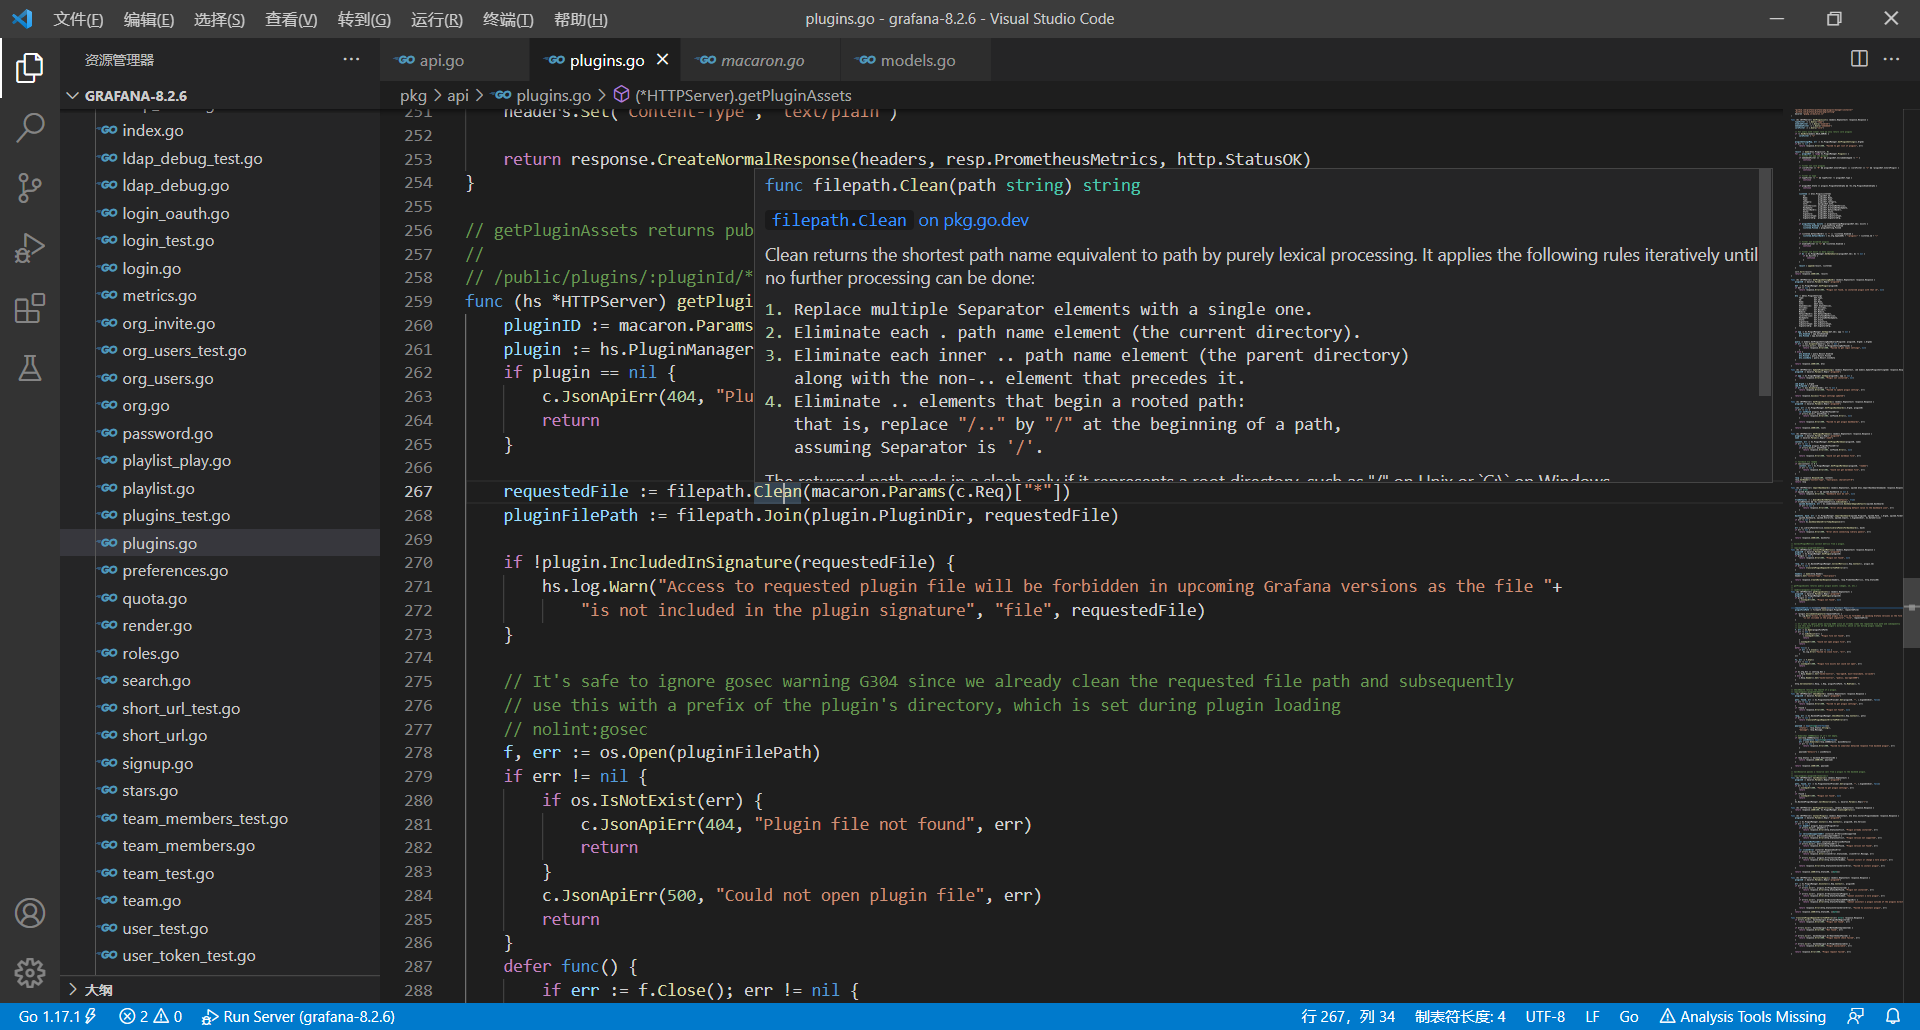 文件(F) 编辑(E) 选择(S) 查看(V) 转到(G) 运行(R) 终端(T) 帮助(H)
plugins.go - grafana-8.2.6 - Visual Studio Code
资源管理器
GRAFANA-8.2.6
index.go
ldap_debug_test.go
ldap_debug.go
login_oauth.go
login_test.go
login.go
metrics.go
org_invite.go
org_users_test.go
org_users.go
org.go
password.go
playlist_play.go
playlist.go
plugins_test.go
plugins.go
preferences.go
quota.go
render.go
roles.go
search.go
short_url_test.go
short_url.go
signup.go
stars.go
team_members_test.go
team_members.go
team_test.go
team.go
user_test.go
user_token_test.go
大纲
api.go plugins.go macaron.go models.go
pkg > api > plugins.go > (*HTTPServer).getPluginAssets
251 headers.Set("Content-Type", "text/plain")
252
253 return response.CreateNormalResponse(headers, resp.PrometheusMetrics, http.StatusOK)
254 }
255
256 // getPluginAssets returns pub
257 //
258 // /public/plugins/:pluginId/*
259 func (hs *HTTPServer) getPlugi
260 pluginID := macaron.Params
261 plugin := hs.PluginManager
262 if plugin == nil {
263 c.JsonApiErr(404, "Plu
264 return
265 }
266
func filepath.Clean(path string) string
filepath.Clean on pkg.go.dev
Clean returns the shortest path name equivalent to path by purely lexical processing. It applies the following rules iteratively until
no further processing can be done:
1. Replace multiple Separator elements with a single one.
2. Eliminate each . path name element (the current directory).
3. Eliminate each inner .. path name element (the parent directory)
along with the non-.. element that precedes it.
4. Eliminate .. elements that begin a rooted path:
that is, replace "/.." by "/" at the beginning of a path,
assuming Separator is '/'.
The returned path ends in a slash only if it represents a root directory, such as "/" on Unix or `C:\` on Windows.
267 requestedFile := filepath.Clean(macaron.Params(c.Req)["*"])
268 pluginFilePath := filepath.Join(plugin.PluginDir, requestedFile)
269
270 if !plugin.IncludedInSignature(requestedFile) {
271 hs.log.Warn("Access to requested plugin file will be forbidden in upcoming Grafana versions as the file "+
272 "is not included in the plugin signature", "file", requestedFile)
273 }
274
275 // It's safe to ignore gosec warning G304 since we already clean the requested file path and subsequently
276 // use this with a prefix of the plugin's directory, which is set during plugin loading
277 // nolint:gosec
278 f, err := os.Open(pluginFilePath)
279 if err != nil {
280 if os.IsNotExist(err) {
281 c.JsonApiErr(404, "Plugin file not found", err)
282 return
283 }
284 c.JsonApiErr(500, "Could not open plugin file", err)
285 return
286 }
287 defer func() {
288 if err := f.Close(); err != nil {
Go 1.17.1 2 0 Run Server (grafana-8.2.6) 行 267，列 34 制表符长度: 4 UTF-8 LF Go Analysis Tools Missing